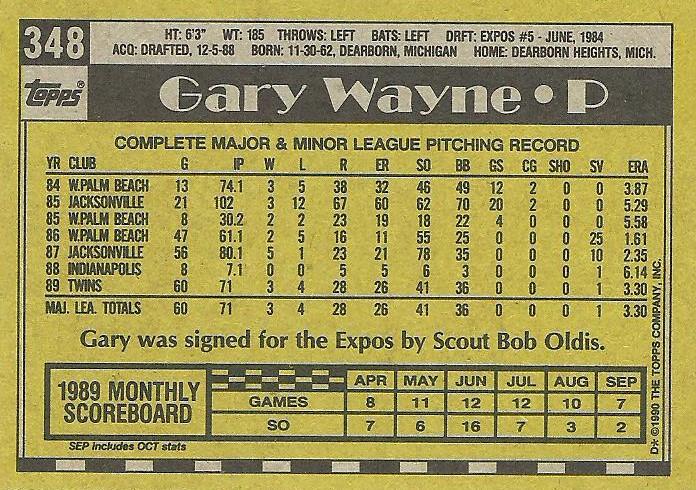 348
HT: 6'3" WT: 185 THROWS: LEFT BATS: LEFT DRFT: EXPOS #5 - JUNE, 1984
ACQ: DRAFTED, 12-5-88 BORN: 11-30-62, DEARBORN, MICHIGAN HOME: DEARBORN HEIGHTS, MICH.
TOPPS®
Gary Wayne • P
COMPLETE MAJOR & MINOR LEAGUE PITCHING RECORD
YR CLUB G IP W L R ER SO BB GS CG SHO SV ERA
84 W.PALM BEACH 13 74.1 3 5 38 32 46 49 12 2 0 0 3.87
85 JACKSONVILLE 21 102 3 12 67 60 62 70 20 2 0 0 5.29
85 W.PALM BEACH 8 30.2 2 2 23 19 18 22 4 0 0 0 5.58
86 W.PALM BEACH 47 61.1 2 5 16 11 55 25 0 0 0 25 1.61
87 JACKSONVILLE 56 80.1 5 1 23 21 78 35 0 0 0 10 2.35
88 INDIANAPOLIS 8 7.1 0 0 5 5 6 3 0 0 0 1 6.14
89 TWINS 60 71 3 4 28 26 41 36 0 0 0 1 3.30
MAJ. LEA. TOTALS 60 71 3 4 28 26 41 36 0 0 0 1 3.30
Gary was signed for the Expos by Scout Bob Oldis.
1989 MONTHLY SCOREBOARD
APR MAY JUN JUL AUG SEP
GAMES 8 11 12 12 10 7
SO 7 6 16 7 3 2
SEP includes OCT stats
D* ©1990 THE TOPPS COMPANY, INC.